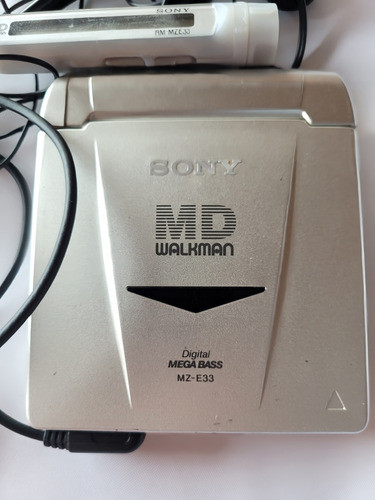 SONY
RM-MZE33
SONY
MD
WALKMAN
Digital
MEGA BASS
MZ-E33